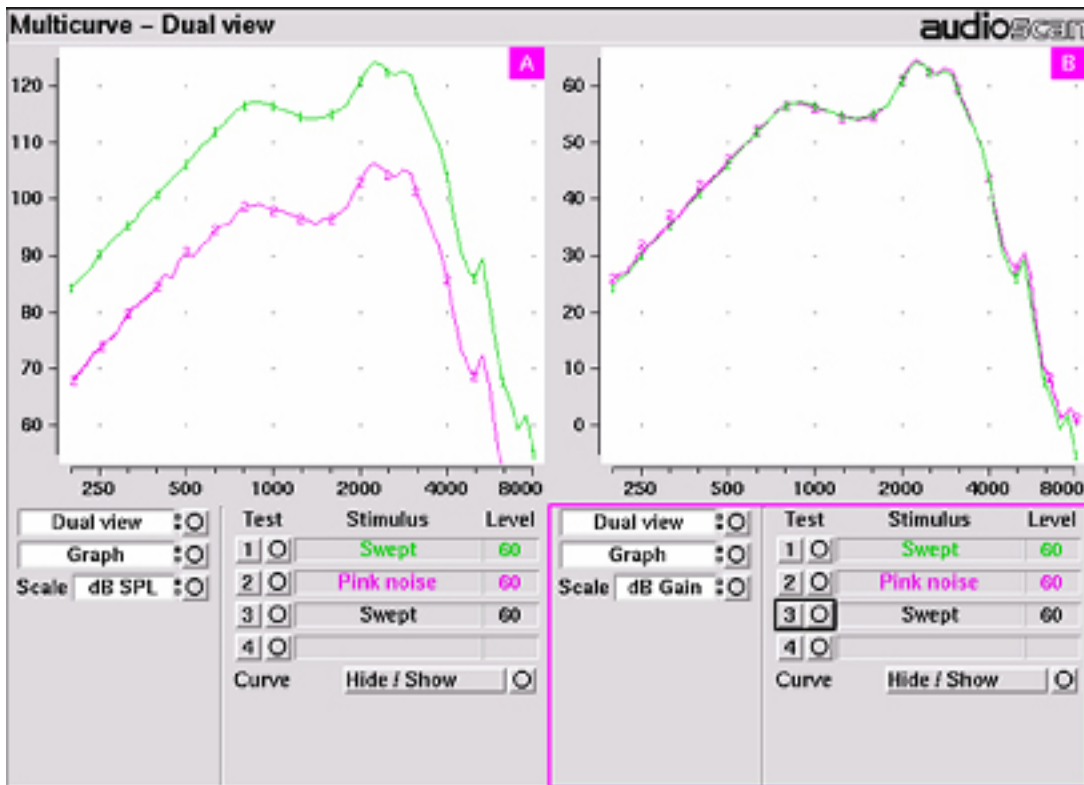 Multicurve – Dual view audioscan
A B
120 60
110 50
100 40
90 30
80 20
70 10
60 0
250 500 1000 2000 4000 8000 250 500 1000 2000 4000 8000
Dual view Test Stimulus Level Dual view Test Stimulus Level
1 Swept 60 1 Swept 60
Graph Graph
2 Pink noise 60 2 Pink noise 60
Scale dB SPL Scale dB Gain
3 Swept 60 3 Swept 60
4 4
Curve Hide / Show Curve Hide / Show